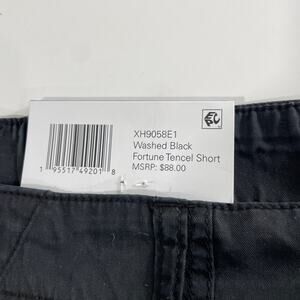 XH9058E1
Washed Black
Fortune Tencel Short
MSRP: $88.00
1 95517 49201 8